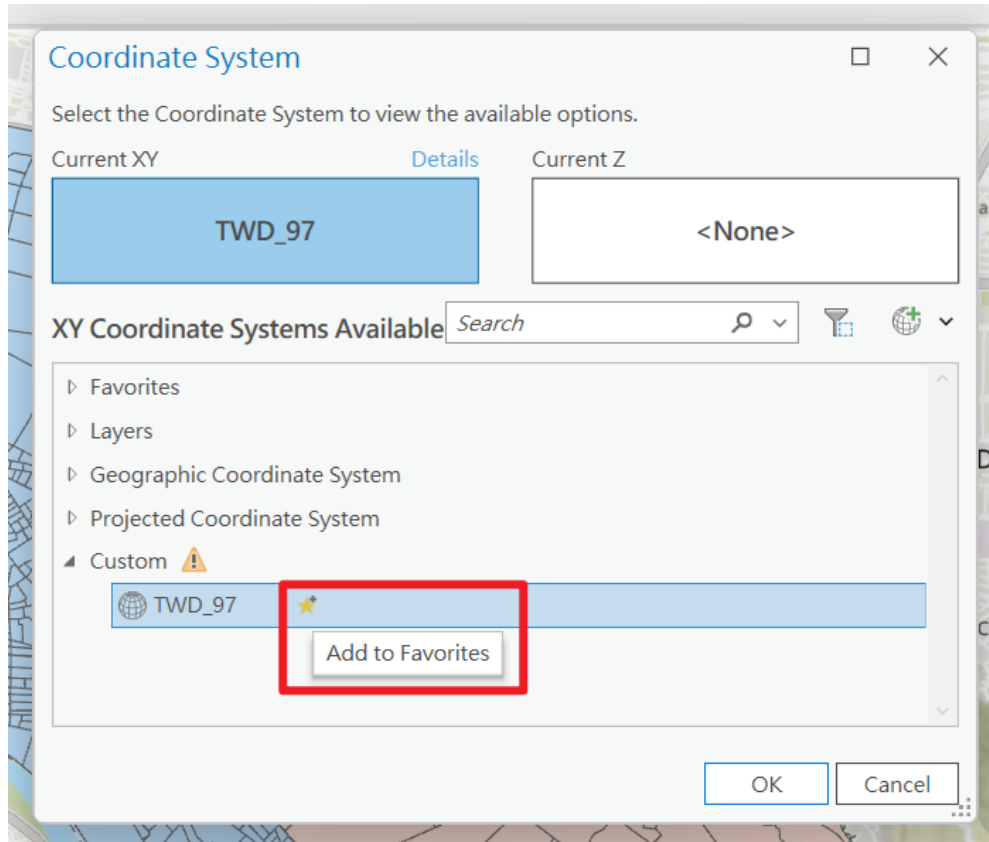 Coordinate System
Select the Coordinate System to view the available options.
Current XY Details Current Z
TWD_97 <None>
XY Coordinate Systems Available Search
Favorites
Layers
Geographic Coordinate System
Projected Coordinate System
Custom
TWD_97
Add to Favorites
OK Cancel